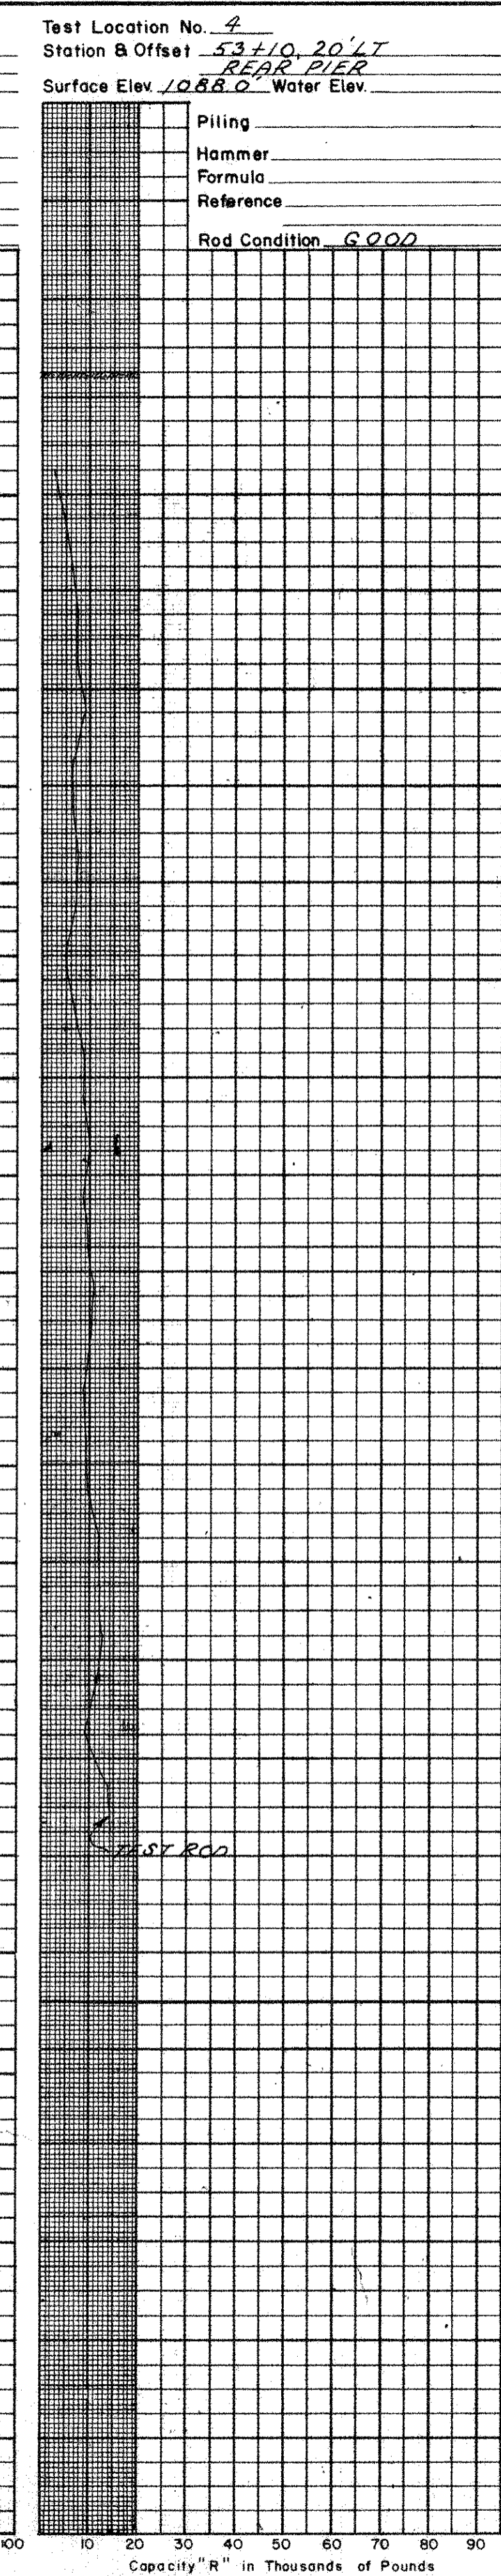 Test Location No. 4
Station & Offset 53+10, 20' LT
REAR PIER
Surface Elev. 1088.0' Water Elev.
Piling
Hammer
Formula
Reference
Rod Condition GOOD
TEST ROD
100 10 20 30 40 50 60 70 80 90
Capacity "R" in Thousands of Pounds